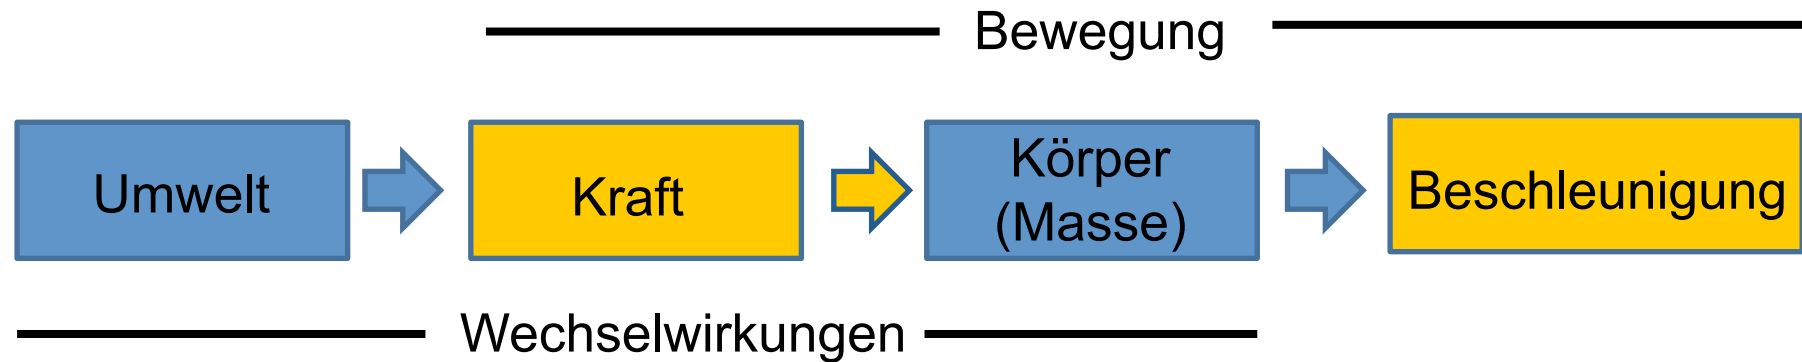 Bewegung
Umwelt
Kraft
Körper
(Masse)
Beschleunigung
Wechselwirkungen